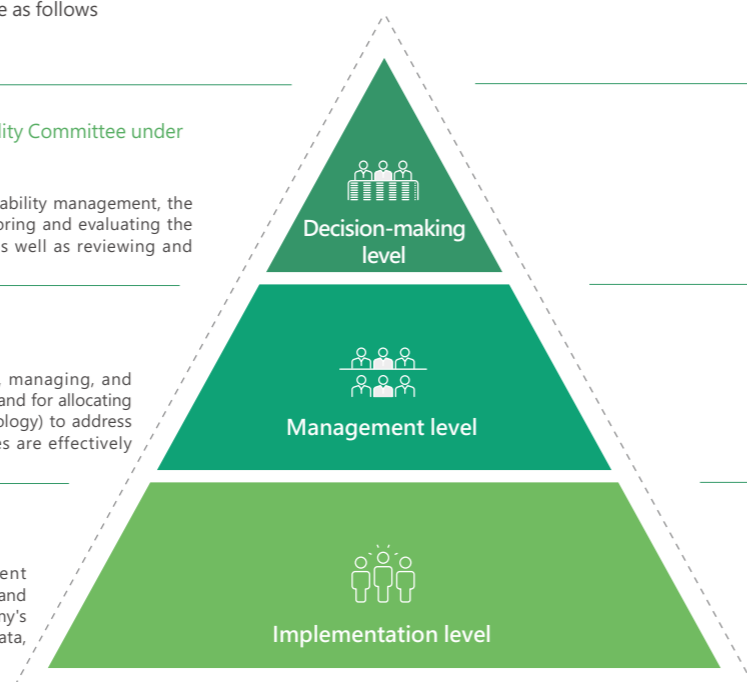 e as follows
lity Committee under
ability management, the
oring and evaluating the
s well as reviewing and
Decision-making
level
managing, and
and for allocating
ology) to address
es are effectively
Management level
ent
and
ny's
ata,
Implementation level